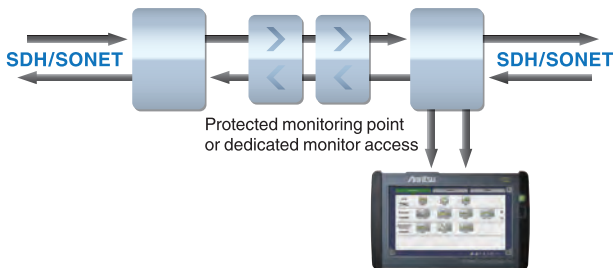 SDH/SONET
SDH/SONET
Protected monitoring point
or dedicated monitor access
Anritsu